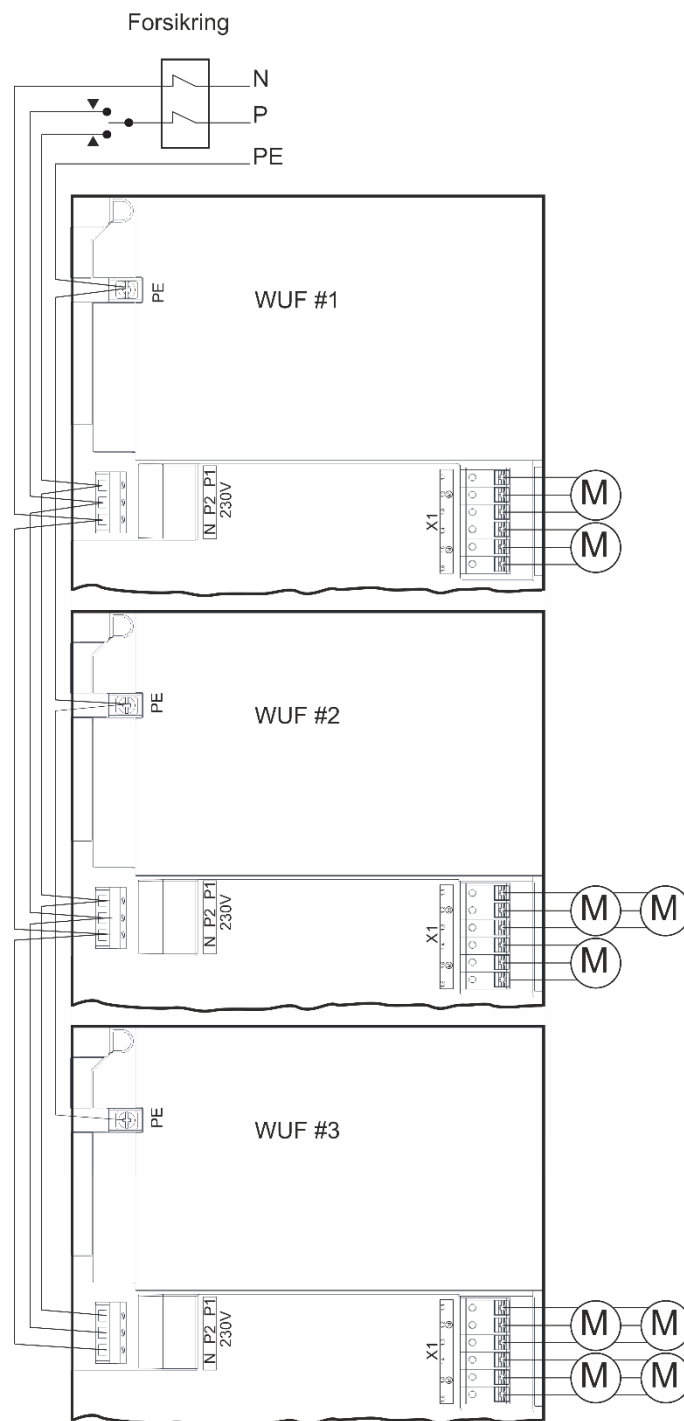 Forsikring
N
P
PE
PE
WUF #1
N P2 P1
230V
X1
M
M
PE
WUF #2
N P2 P1
230V
X1
M M
M
PE
WUF #3
N P2 P1
230V
X1
M M
M M